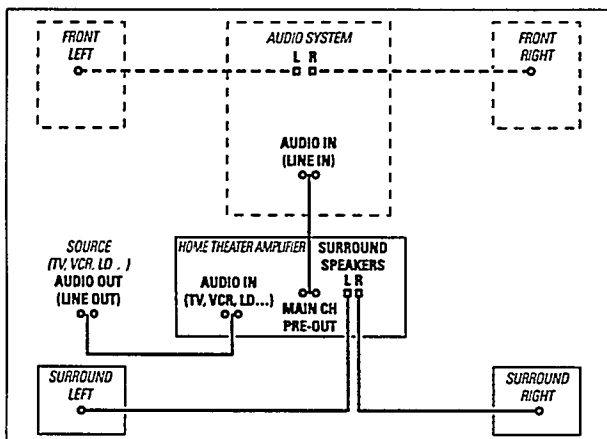 FRONT
LEFT
AUDIO SYSTEM
L R
FRONT
RIGHT
AUDIO IN
(LINE IN)
SOURCE
(TV, VCR, LD . )
AUDIO OUT
(LINE OUT)
HOME THEATER AMPLIFIER
AUDIO IN
(TV, VCR, LD...)
MAIN CH
PRE-OUT
SURROUND
SPEAKERS
L R
SURROUND
LEFT
SURROUND
RIGHT